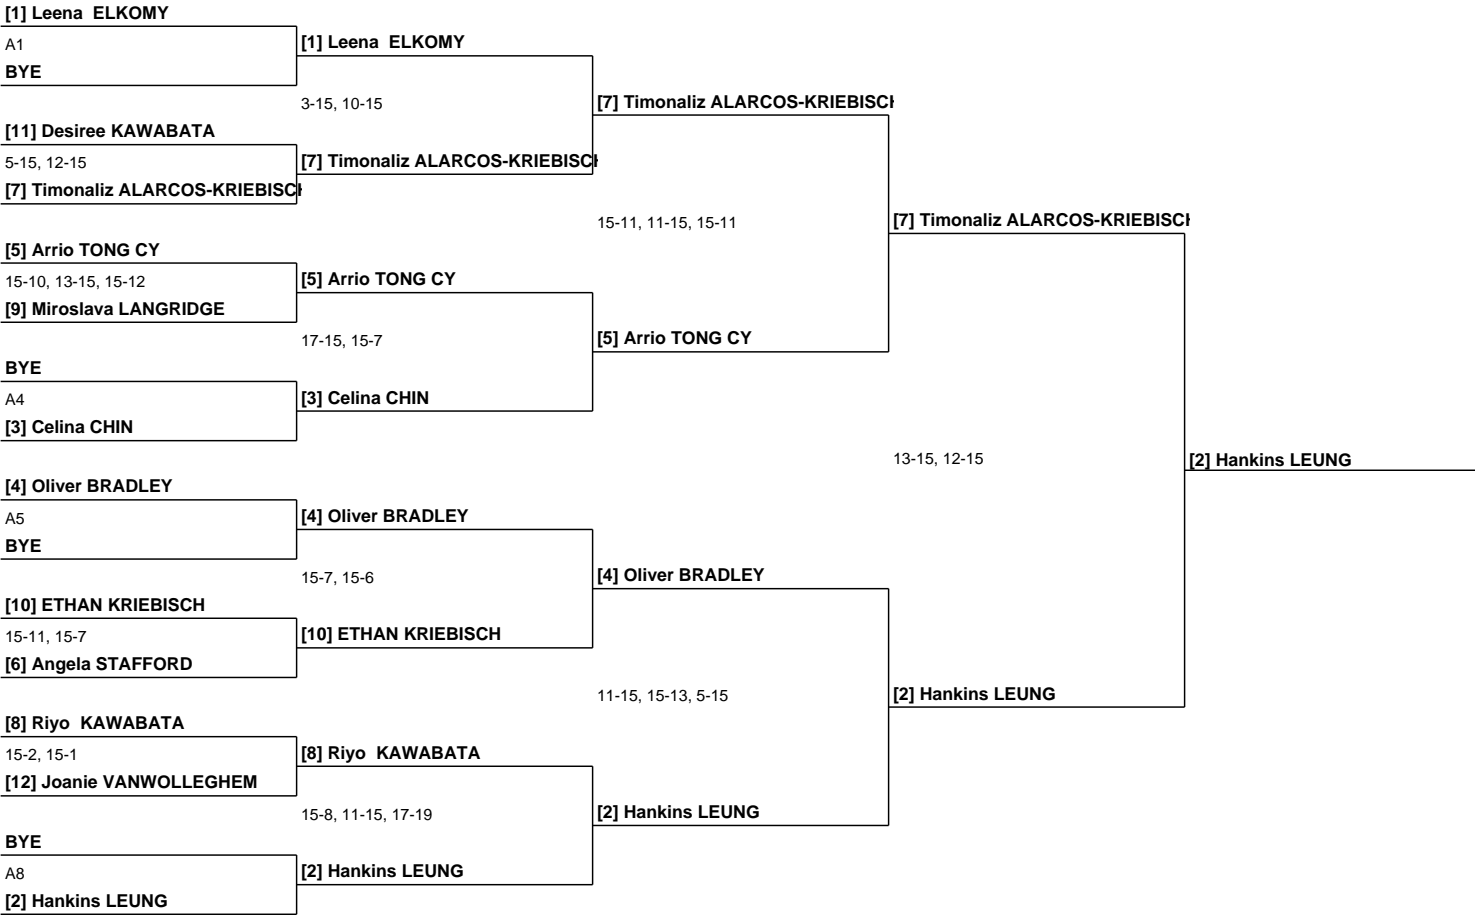 [1] Leena  ELKOMY
A1
BYE
[1] Leena  ELKOMY
3-15, 10-15
[7] Timonaliz ALARCOS-KRIEBISCH
[11] Desiree KAWABATA
5-15, 12-15
[7] Timonaliz ALARCOS-KRIEBISCH
[7] Timonaliz ALARCOS-KRIEBISCH
15-11, 11-15, 15-11
[7] Timonaliz ALARCOS-KRIEBISCH
[5] Arrio TONG CY
15-10, 13-15, 15-12
[9] Miroslava LANGRIDGE
[5] Arrio TONG CY
17-15, 15-7
[5] Arrio TONG CY
BYE
A4
[3] Celina CHIN
[3] Celina CHIN
13-15, 12-15
[2] Hankins LEUNG
[4] Oliver BRADLEY
A5
BYE
[4] Oliver BRADLEY
15-7, 15-6
[4] Oliver BRADLEY
[10] ETHAN KRIEBISCH
15-11, 15-7
[6] Angela STAFFORD
[10] ETHAN KRIEBISCH
11-15, 15-13, 5-15
[2] Hankins LEUNG
[8] Riyo  KAWABATA
15-2, 15-1
[12] Joanie VANWOLLEGHEM
[8] Riyo  KAWABATA
15-8, 11-15, 17-19
[2] Hankins LEUNG
BYE
A8
[2] Hankins LEUNG
[2] Hankins LEUNG